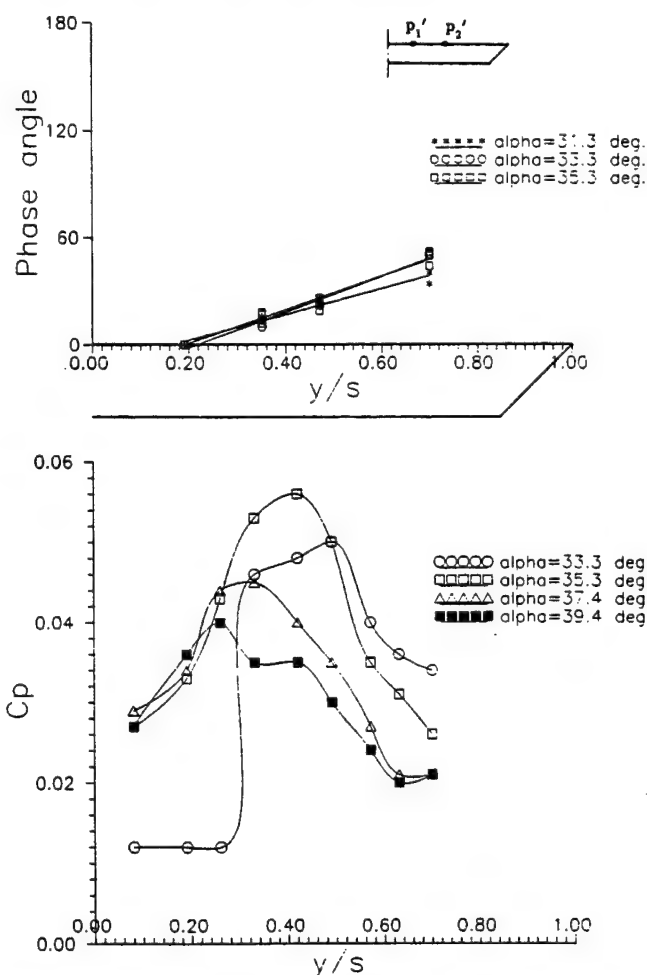 180
p₁' p₂'
120
Phase angle
***** alpha=31.3 deg.
alpha=33.3 deg.
alpha=35.3 deg.
60
0
0.00 0.20 0.40 0.60 0.80 1.00
y/s
0.06
alpha=33.3 deg
alpha=35.3 deg
alpha=37.4 deg
alpha=39.4 deg
0.04
Cp
0.02
0.00
0.00 0.20 0.40 0.60 0.80 1.00
y/s